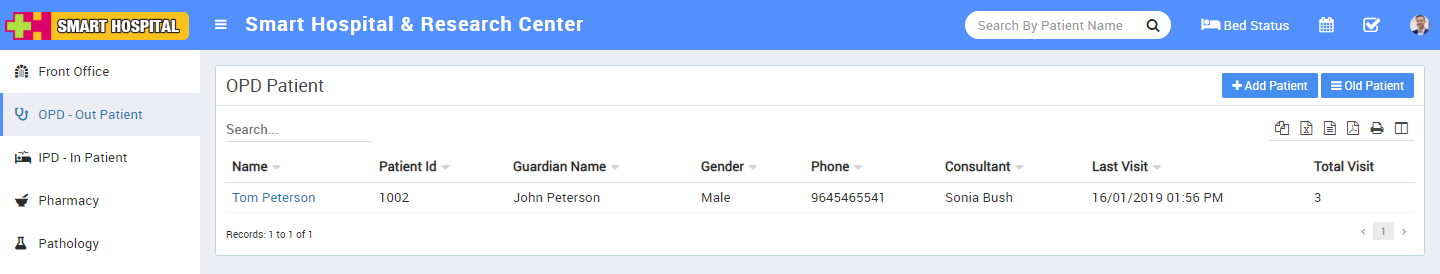 SMART HOSPITAL
Smart Hospital & Research Center
Search By Patient Name
Bed Status
Front Office
OPD - Out Patient
IPD - In Patient
Pharmacy
Pathology
OPD Patient
Add Patient
Old Patient
Search...
Name Patient Id Guardian Name Gender Phone Consultant Last Visit Total Visit
Tom Peterson 1002 John Peterson Male 9645465541 Sonia Bush 16/01/2019 01:56 PM 3
Records: 1 to 1 of 1
1